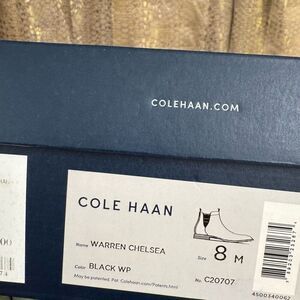 COLEHAAN.COM
COLE HAAN
Name WARREN CHELSEA
Size 8 M
Color BLACK WP
No. C20707
May be patented. Pat: Colehaan.com/Patents.html
4500340062